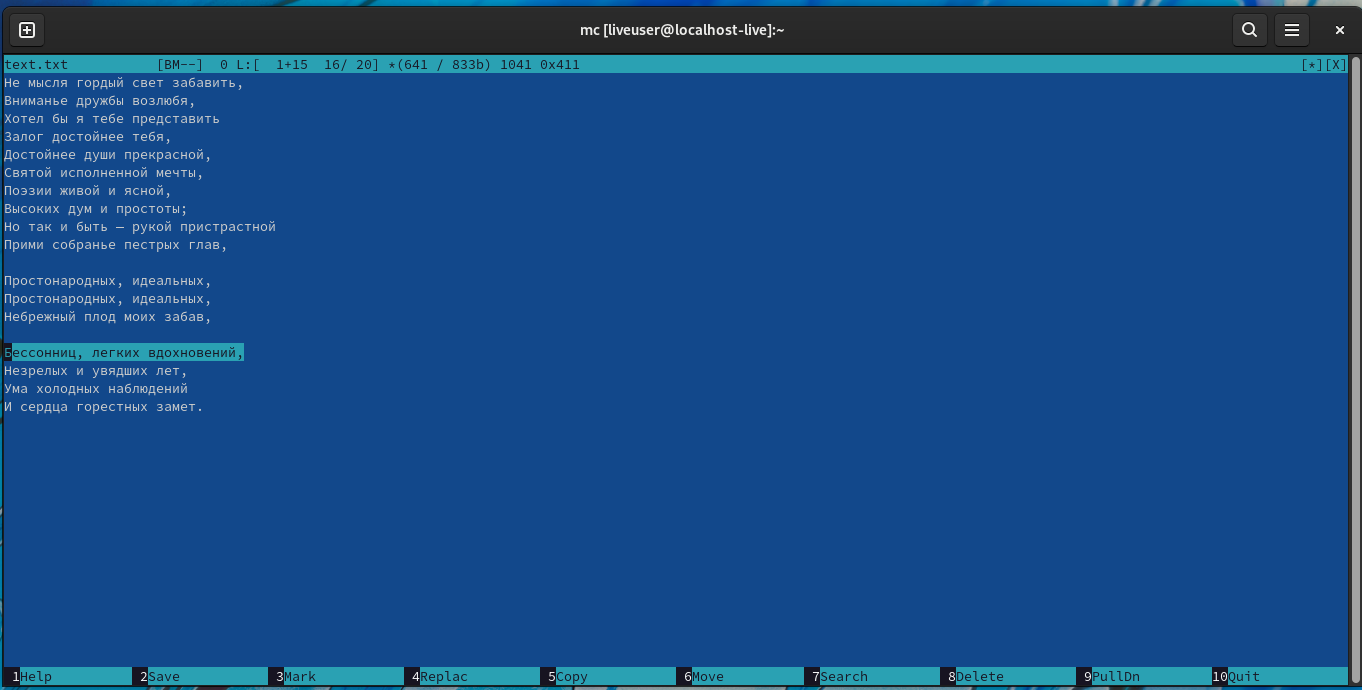 mc [liveuser@localhost-live]:~
text.txt [BM--] 0 L:[ 1+15 16/ 20] *(641 / 833b) 1041 0x411 [*][X]
Не мысля гордый свет забавить,
Вниманье дружбы возлюбя,
Хотел бы я тебе представить
Залог достойнее тебя,
Достойнее души прекрасной,
Святой исполненной мечты,
Поэзии живой и ясной,
Высоких дум и простоты;
Но так и быть — рукой пристрастной
Прими собранье пестрых глав,
Простонародных, идеальных,
Простонародных, идеальных,
Небрежный плод моих забав,
Бессонниц, легких вдохновений,
Незрелых и увядших лет,
Ума холодных наблюдений
И сердца горестных замет.
1Help 2Save 3Mark 4Replac 5Copy 6Move 7Search 8Delete 9PullDn 10Quit